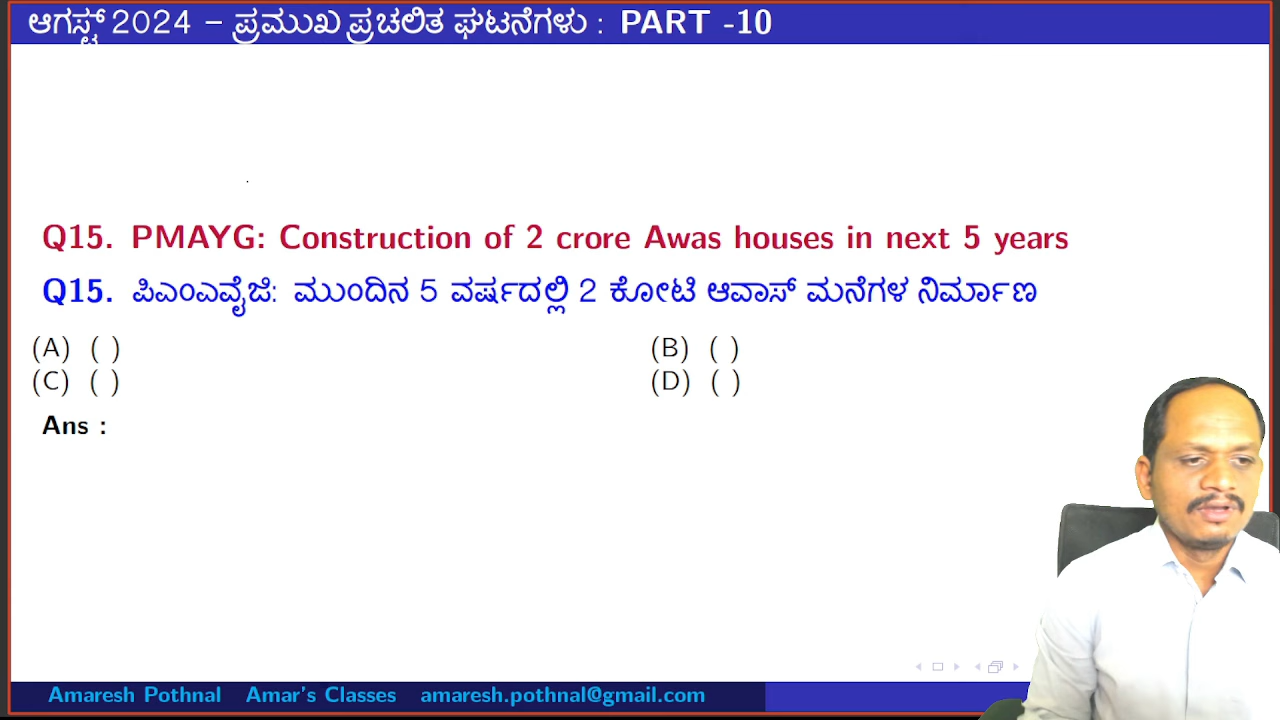 ಆಗಸ್ಟ್ 2024 – ಪ್ರಮುಖ ಪ್ರಚಲಿತ ಘಟನೆಗಳು : PART -10
Q15. PMAYG: Construction of 2 crore Awas houses in next 5 years
Q15. ಪಿಎಂಎವೈಜಿ: ಮುಂದಿನ 5 ವರ್ಷದಲ್ಲಿ 2 ಕೋಟಿ ಆವಾಸ್ ಮನೆಗಳ ನಿರ್ಮಾಣ
(A) ( ) (B) ( )
(C) ( ) (D) ( )
Ans :
Amaresh Pothnal Amar's Classes amaresh.pothnal@gmail.com